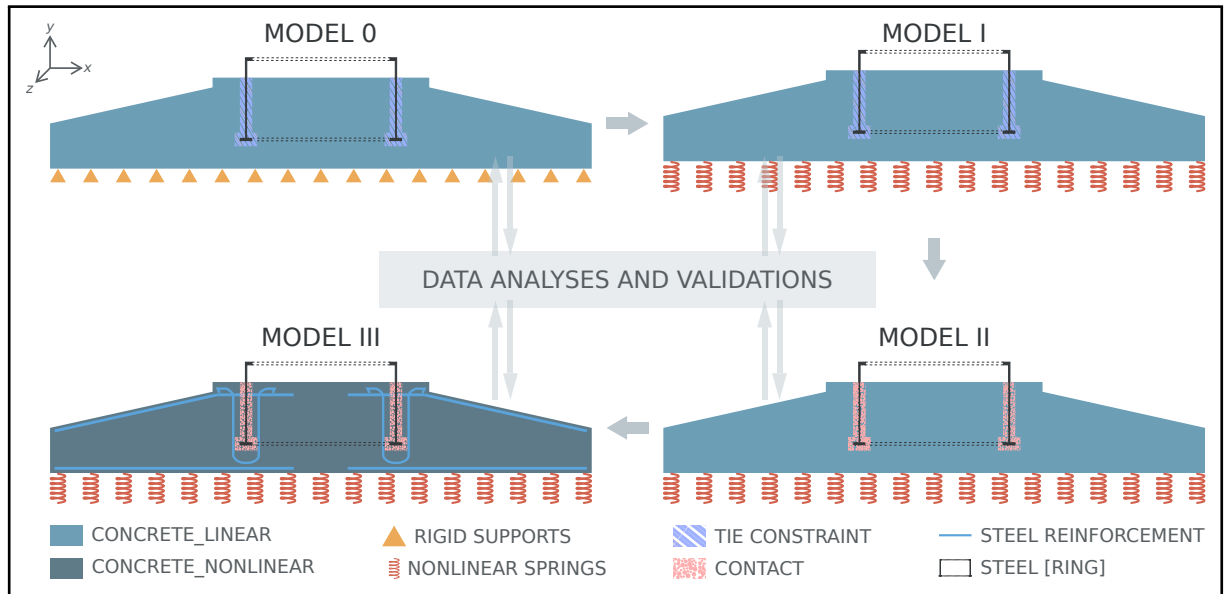 MODEL 0
MODEL I
y
x
z
DATA ANALYSES AND VALIDATIONS
MODEL III
MODEL II
CONCRETE_LINEAR
RIGID SUPPORTS
TIE CONSTRAINT
STEEL REINFORCEMENT
CONCRETE_NONLINEAR
NONLINEAR SPRINGS
CONTACT
STEEL [RING]